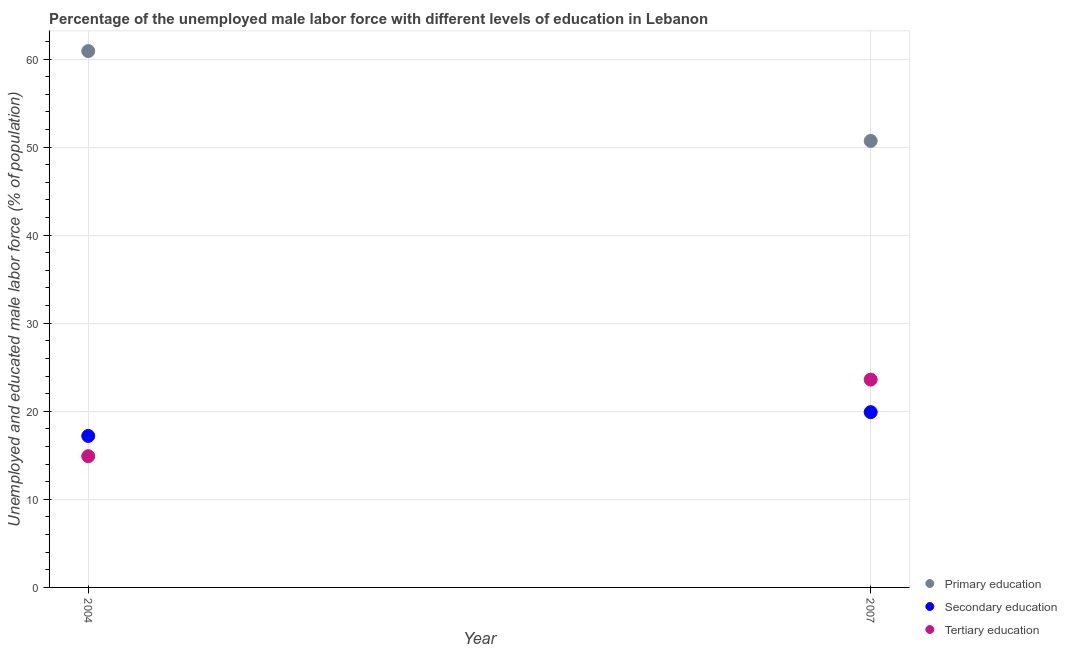 Percentage of the unemployed male labor force with different levels of education in Lebanon
Unemployed and educated male labor force (% of population)
60
50
40
30
20
10
0
2004
2007
Year
Primary education
Secondary education
Tertiary education